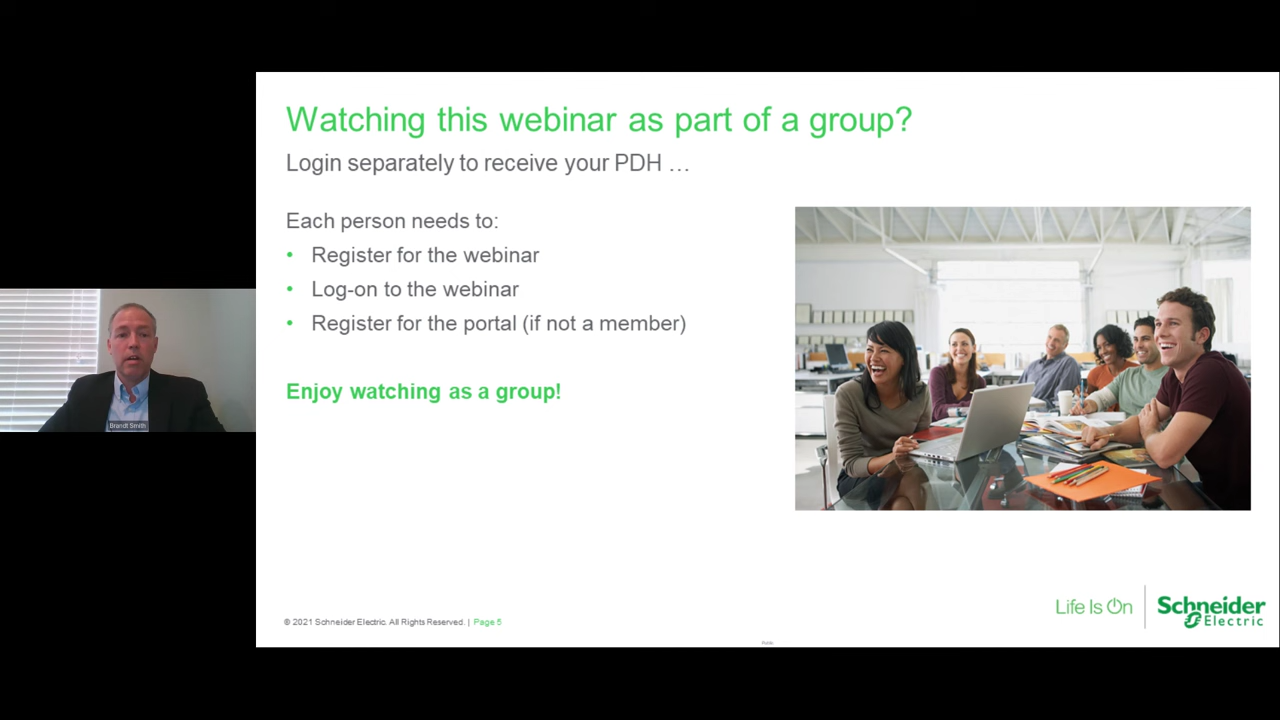 Watching this webinar as part of a group?
Login separately to receive your PDH …
Each person needs to:
• Register for the webinar
• Log-on to the webinar
• Register for the portal (if not a member)
Enjoy watching as a group!
Brandt Smith
Life Is On
Schneider
Electric
© 2021 Schneider Electric. All Rights Reserved. | Page 5